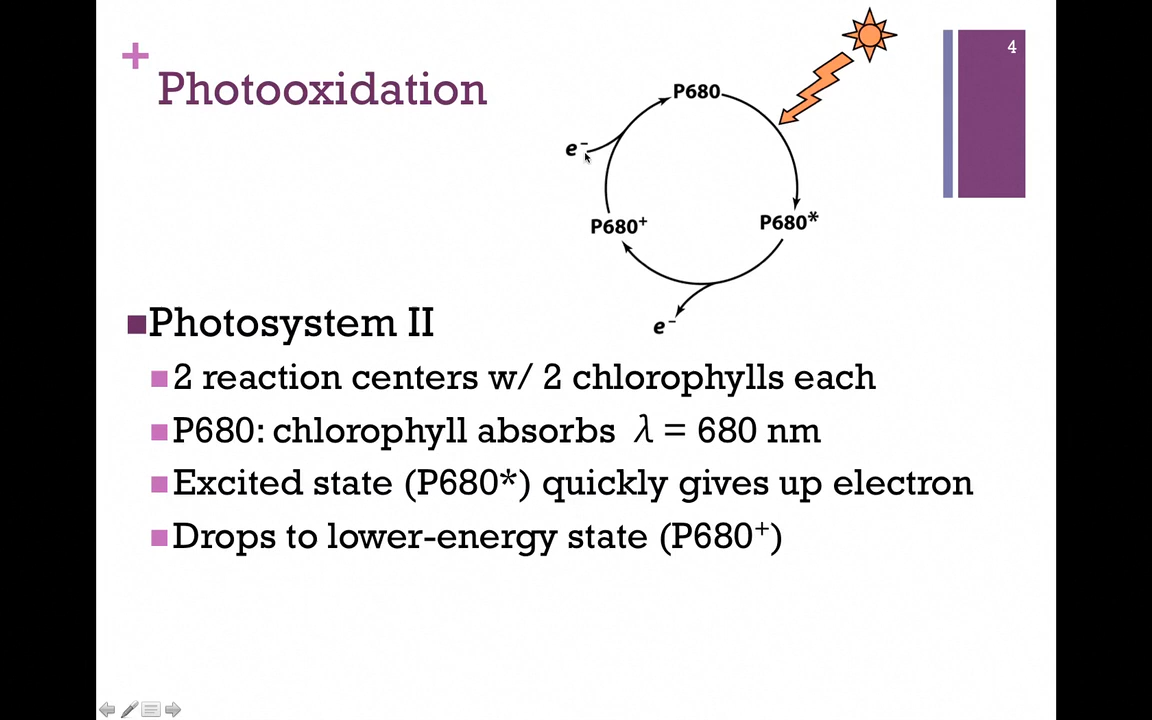 4
+
Photooxidation
P680
e⁻
P680⁺
P680*
e⁻
Photosystem II
2 reaction centers w/ 2 chlorophylls each
P680: chlorophyll absorbs λ = 680 nm
Excited state (P680*) quickly gives up electron
Drops to lower-energy state (P680⁺)